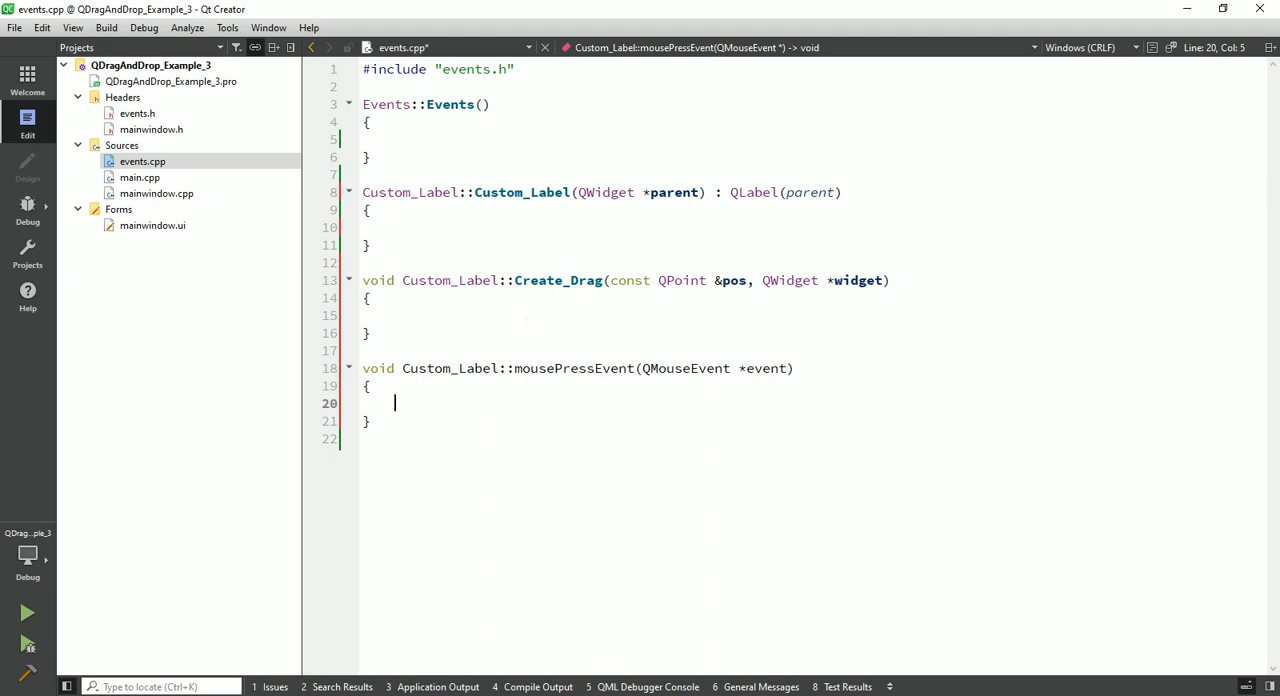 events.cpp @ QDragAndDrop_Example_3 - Qt Creator
File Edit View Build Debug Analyze Tools Window Help
Projects
events.cpp*
Custom_Label::mousePressEvent(QMouseEvent *) -> void
Windows (CRLF)
Line: 20, Col: 5
Welcome
Edit
Design
Debug
Projects
Help
QDragAndDrop_Example_3
QDragAndDrop_Example_3.pro
Headers
events.h
mainwindow.h
Sources
events.cpp
main.cpp
mainwindow.cpp
Forms
mainwindow.ui
1 #include "events.h"
2
3 Events::Events()
4 {
5
6 }
7
8 Custom_Label::Custom_Label(QWidget *parent) : QLabel(parent)
9 {
10
11 }
12
13 void Custom_Label::Create_Drag(const QPoint &pos, QWidget *widget)
14 {
15
16 }
17
18 void Custom_Label::mousePressEvent(QMouseEvent *event)
19 {
20
21 }
22
QDrag...ple_3
Debug
Type to locate (Ctrl+K)
1 Issues 2 Search Results 3 Application Output 4 Compile Output 5 QML Debugger Console 6 General Messages 8 Test Results